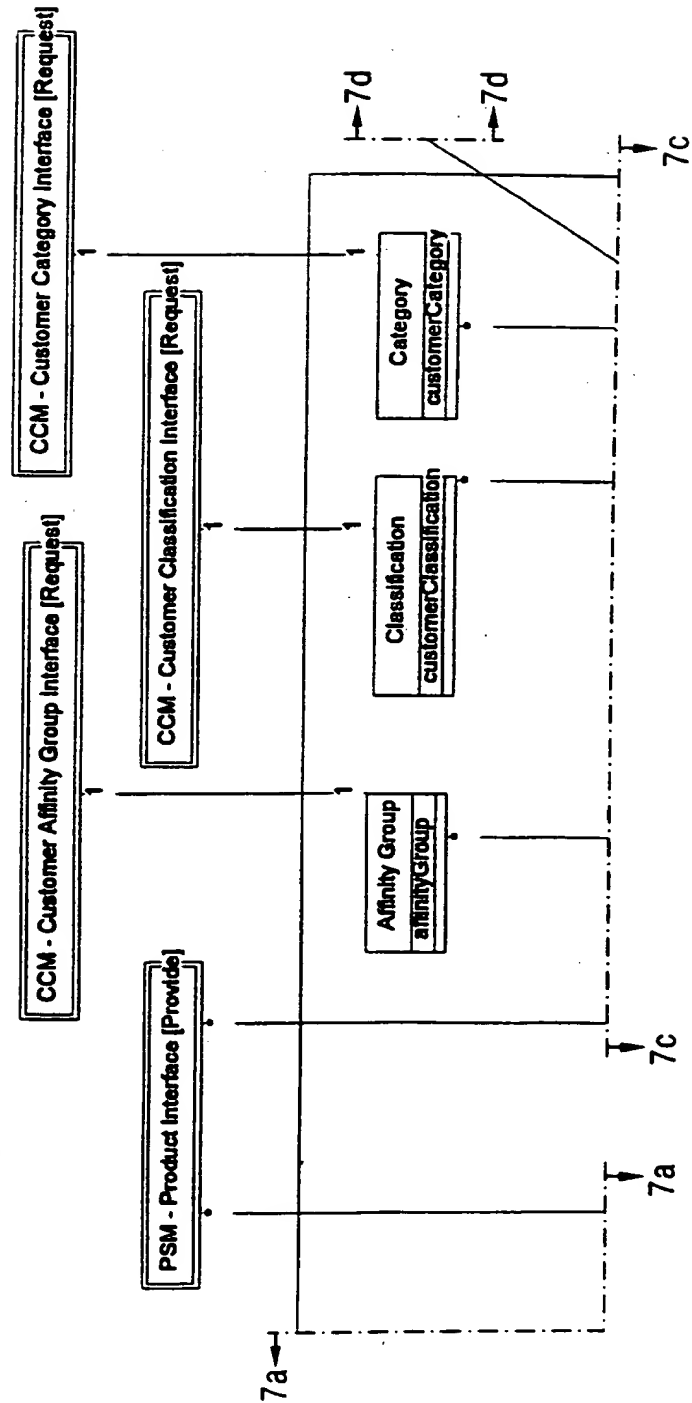 CCM - Customer Affinity Group Interface [Request]
CCM - Customer Category Interface [Request]
PSM - Product Interface [Provide]
CCM - Customer Classification Interface [Request]
1
1
1
1
1
1
Affinity Group
affinityGroup
Classification
customerClassification
Category
customerCategory
7a
7a
7c
7c
7d
7d